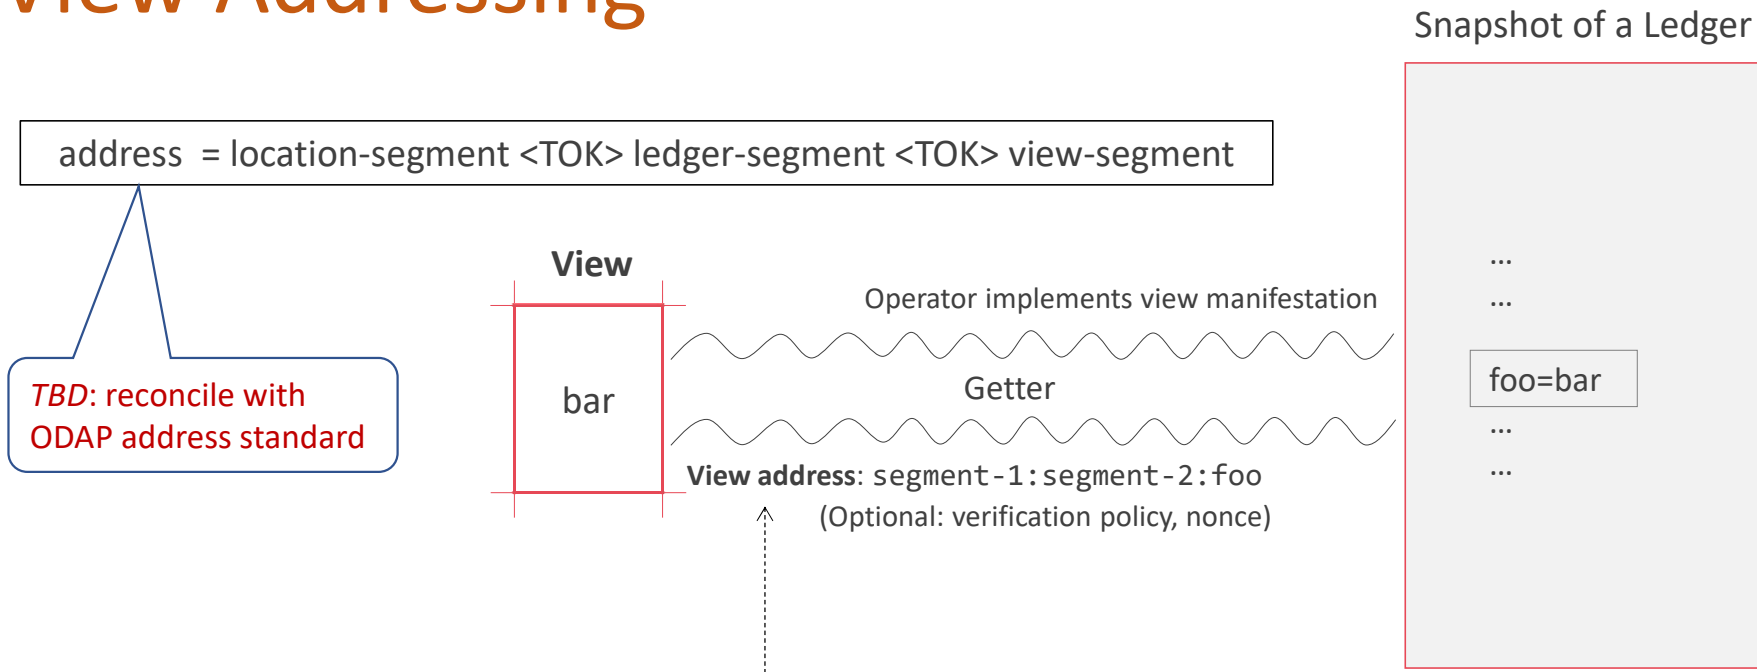 View Addressing
Snapshot of a Ledger
address = location-segment <TOK> ledger-segment <TOK> view-segment
View
Operator implements view manifestation
...
...
TBD: reconcile with
ODAP address standard
bar
Getter
foo=bar
...
...
View address: segment-1:segment-2:foo
(Optional: verification policy, nonce)